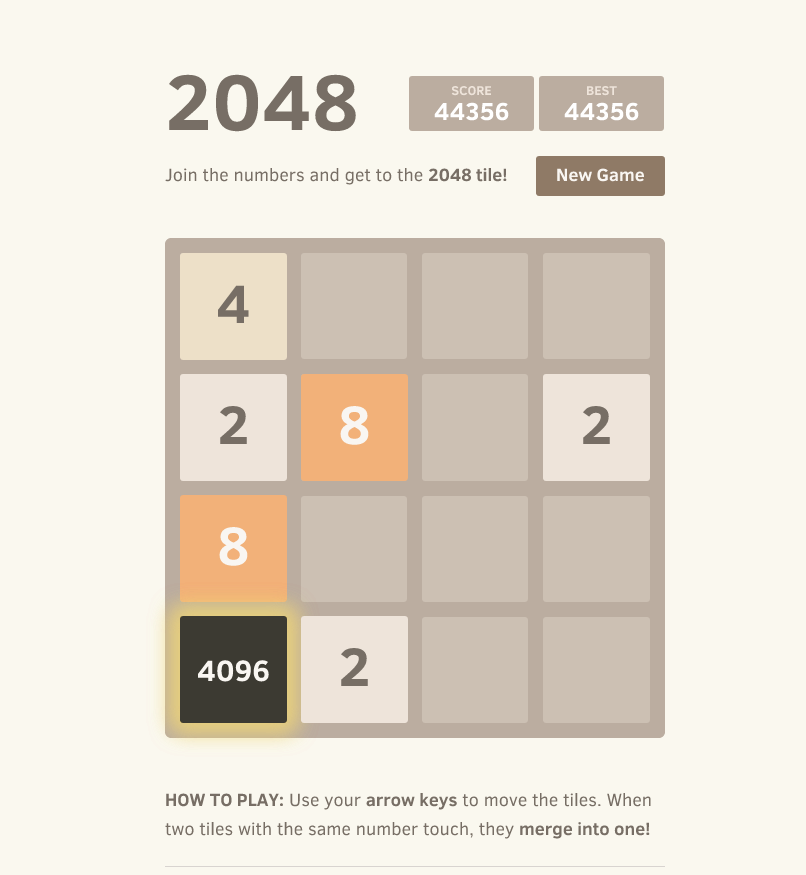 2048
SCORE
44356
BEST
44356
Join the numbers and get to the 2048 tile!
New Game
4
2 8 2
8
4096 2
HOW TO PLAY: Use your arrow keys to move the tiles. When
two tiles with the same number touch, they merge into one!